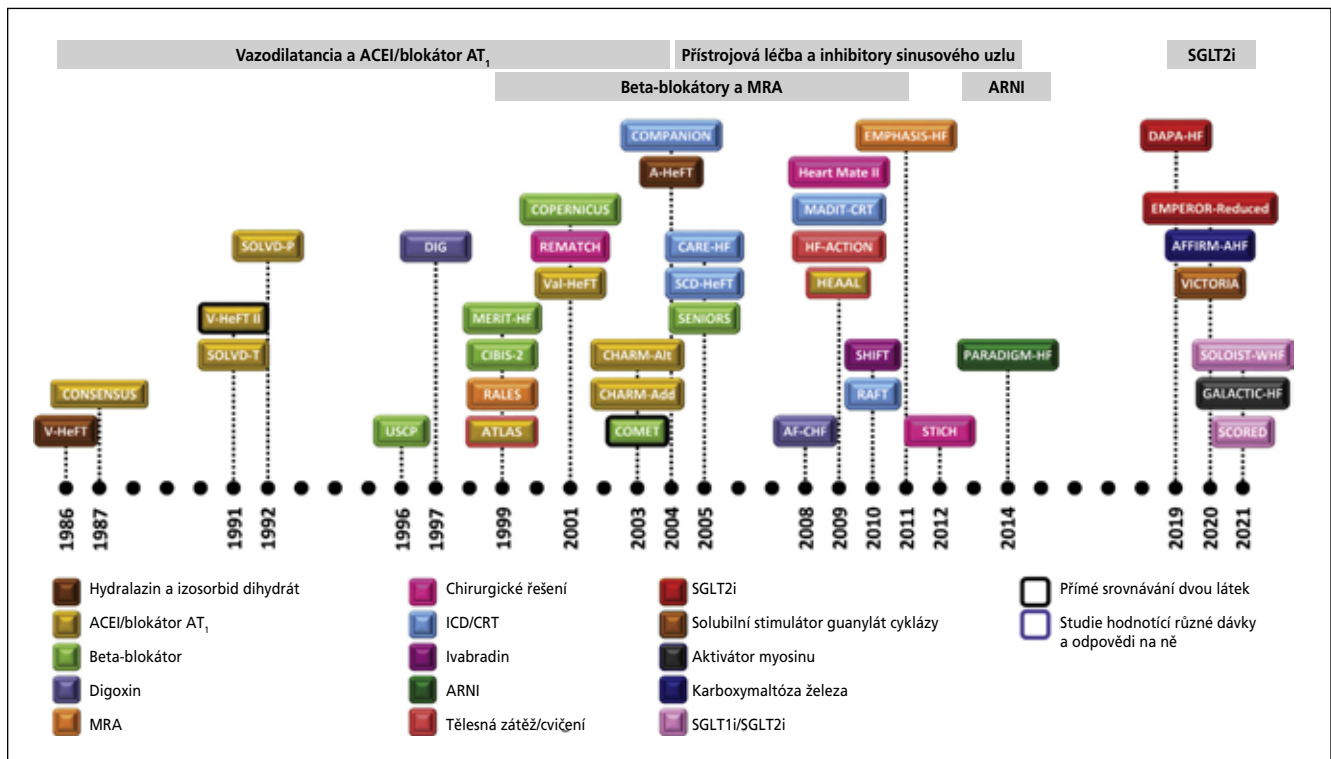 Vazodilatancia a ACEI/blokátor AT1
Přístrojová léčba a inhibitory sinusového uzlu
SGLT2i
Beta-blokátory a MRA
ARNI
COMPANION
EMPHASIS-HF
DAPA-HF
A-HeFT
Heart Mate II
COPERNICUS
MADIT-CRT
EMPEROR-Reduced
SOLVD-P
DIG
REMATCH
CARE-HF
HF-ACTION
AFFIRM-AHF
Val-HeFT
SCD-HeFT
HEAAL
VICTORIA
V-HeFT II
MERIT-HF
SENIORS
SOLVD-T
CIBIS-2
CHARM-Alt
SHIFT
PARADIGM-HF
SOLOIST-WHF
CONSENSUS
RALES
CHARM-Add
RAFT
GALACTIC-HF
V-HeFT
USCP
ATLAS
COMET
AF-CHF
STICH
SCORED
1986
1987
1991
1992
1996
1997
1999
2001
2003
2004
2005
2008
2009
2010
2011
2012
2014
2019
2020
2021
Hydralazin a izosorbid dihydrát
ACEI/blokátor AT1
Beta-blokátor
Digoxin
MRA
Chirurgické řešení
ICD/CRT
Ivabradin
ARNI
Tělesná zátěž/cvičení
SGLT2i
Solubilní stimulátor guanylát cyklázy
Aktivátor myosinu
Karboxymaltóza železa
SGLT1i/SGLT2i
Přímé srovnávání dvou látek
Studie hodnotící různé dávky
a odpovědi na ně